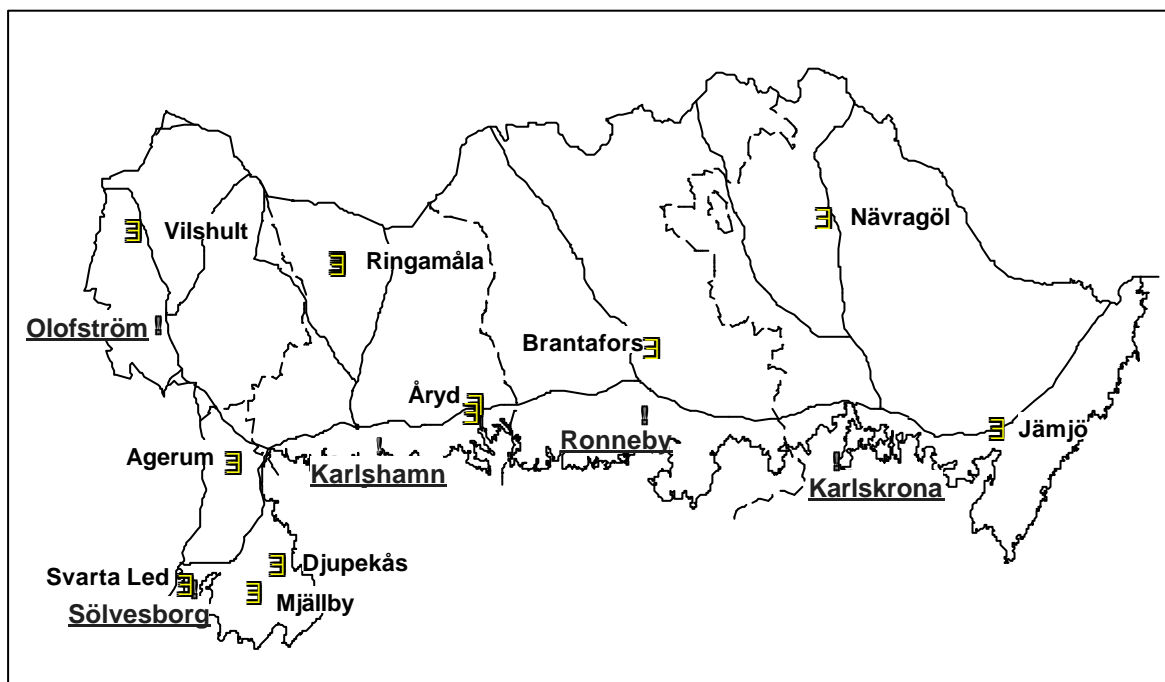 Nävragöl
Vilshult
Ringamåla
Olofström
Brantafors
Åryd
Jämjö
Ronneby
Agerum
Karlshamn
Karlskrona
Djupekås
Svarta Led
Mjällby
Sölvesborg